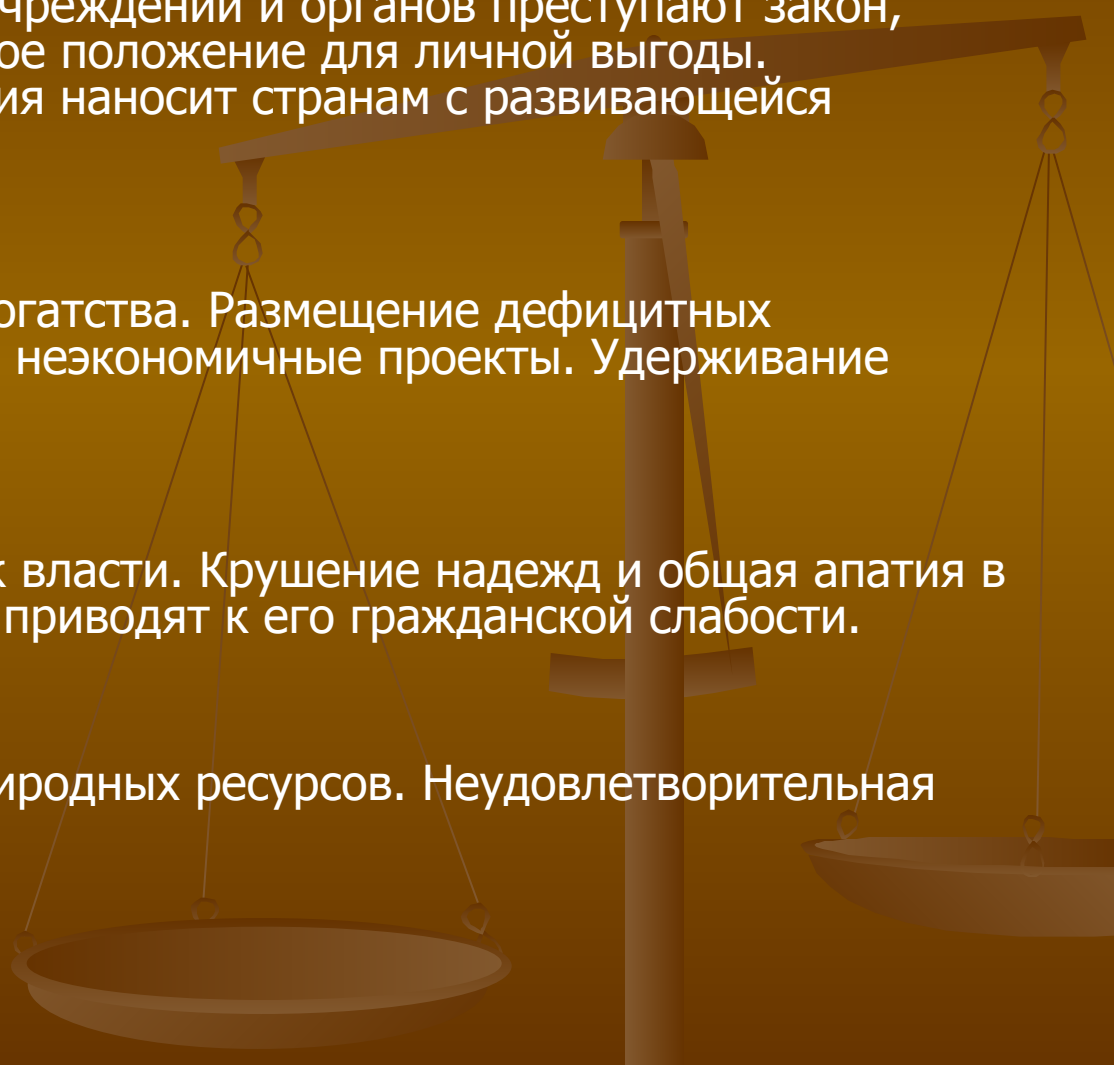 чреждений и органов преступают закон,
ое положение для личной выгоды.
ия наносит странам с развивающейся
огатства. Размещение дефицитных
неэкономичные проекты. Удерживание
к власти. Крушение надежд и общая апатия в
приводят к его гражданской слабости.
иродных ресурсов. Неудовлетворительная